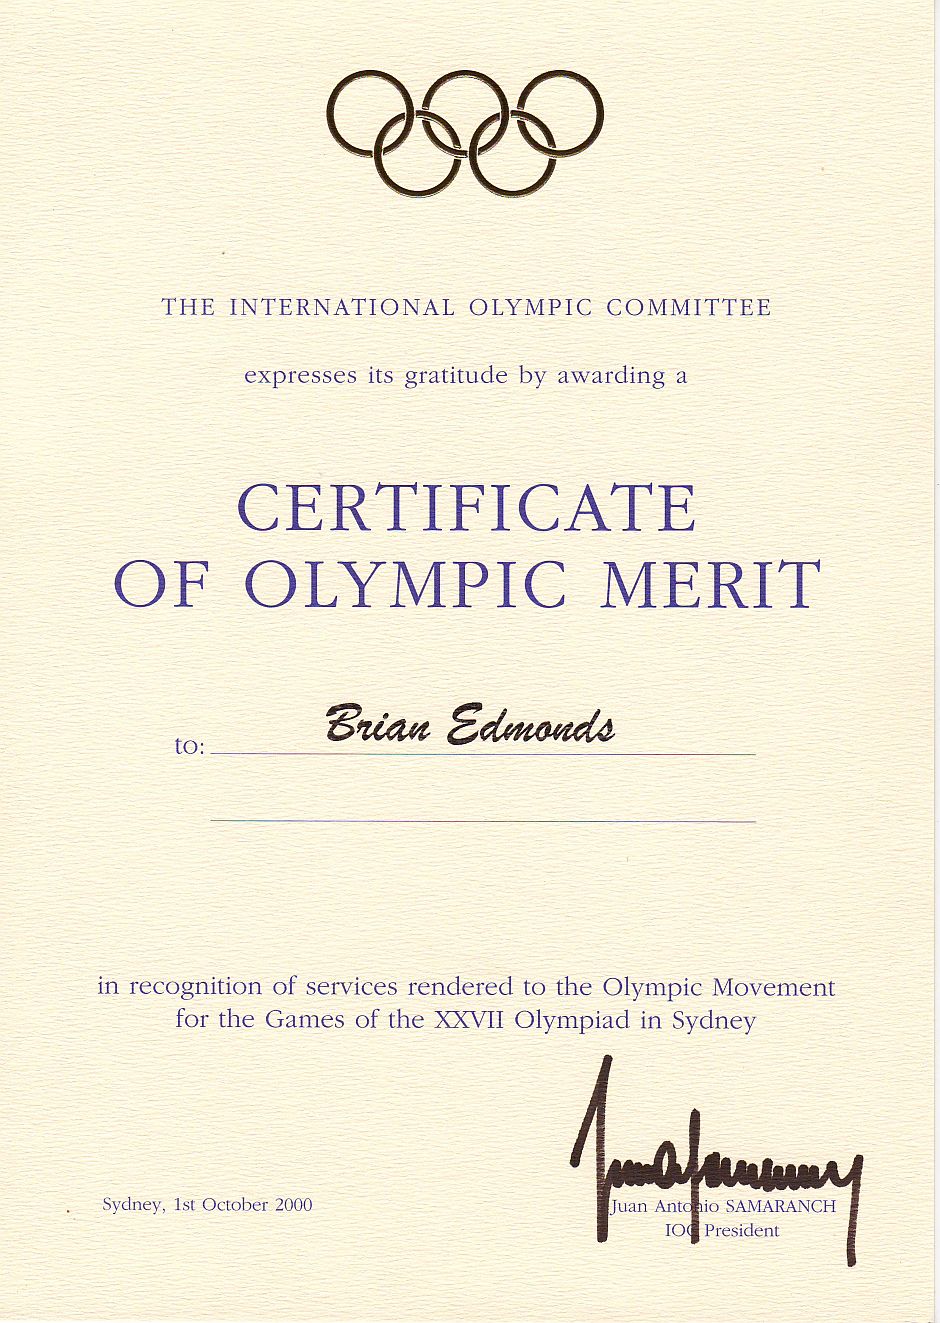 THE INTERNATIONAL OLYMPIC COMMITTEE
expresses its gratitude by awarding a
CERTIFICATE
OF OLYMPIC MERIT
to: Brian Edmonds
in recognition of services rendered to the Olympic Movement
for the Games of the XXVII Olympiad in Sydney
Sydney, 1st October 2000
Juan Antonio SAMARANCH
IOC President